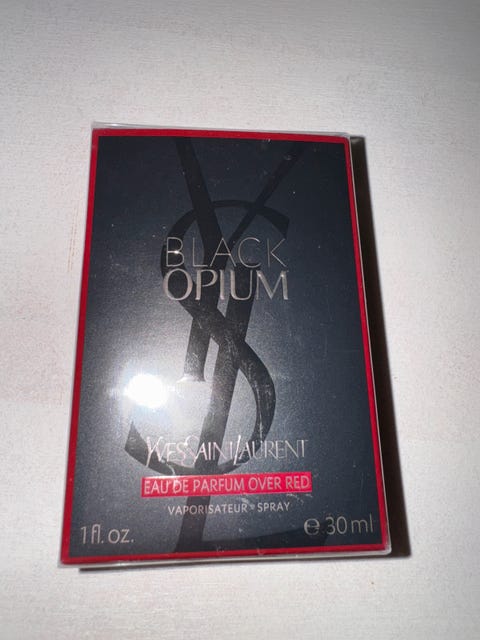 BLACK
OPIUM
YVESSAINTLAURENT
EAU DE PARFUM OVER RED
VAPORISATEUR • SPRAY
1 fl. oz. ℮ 30 ml